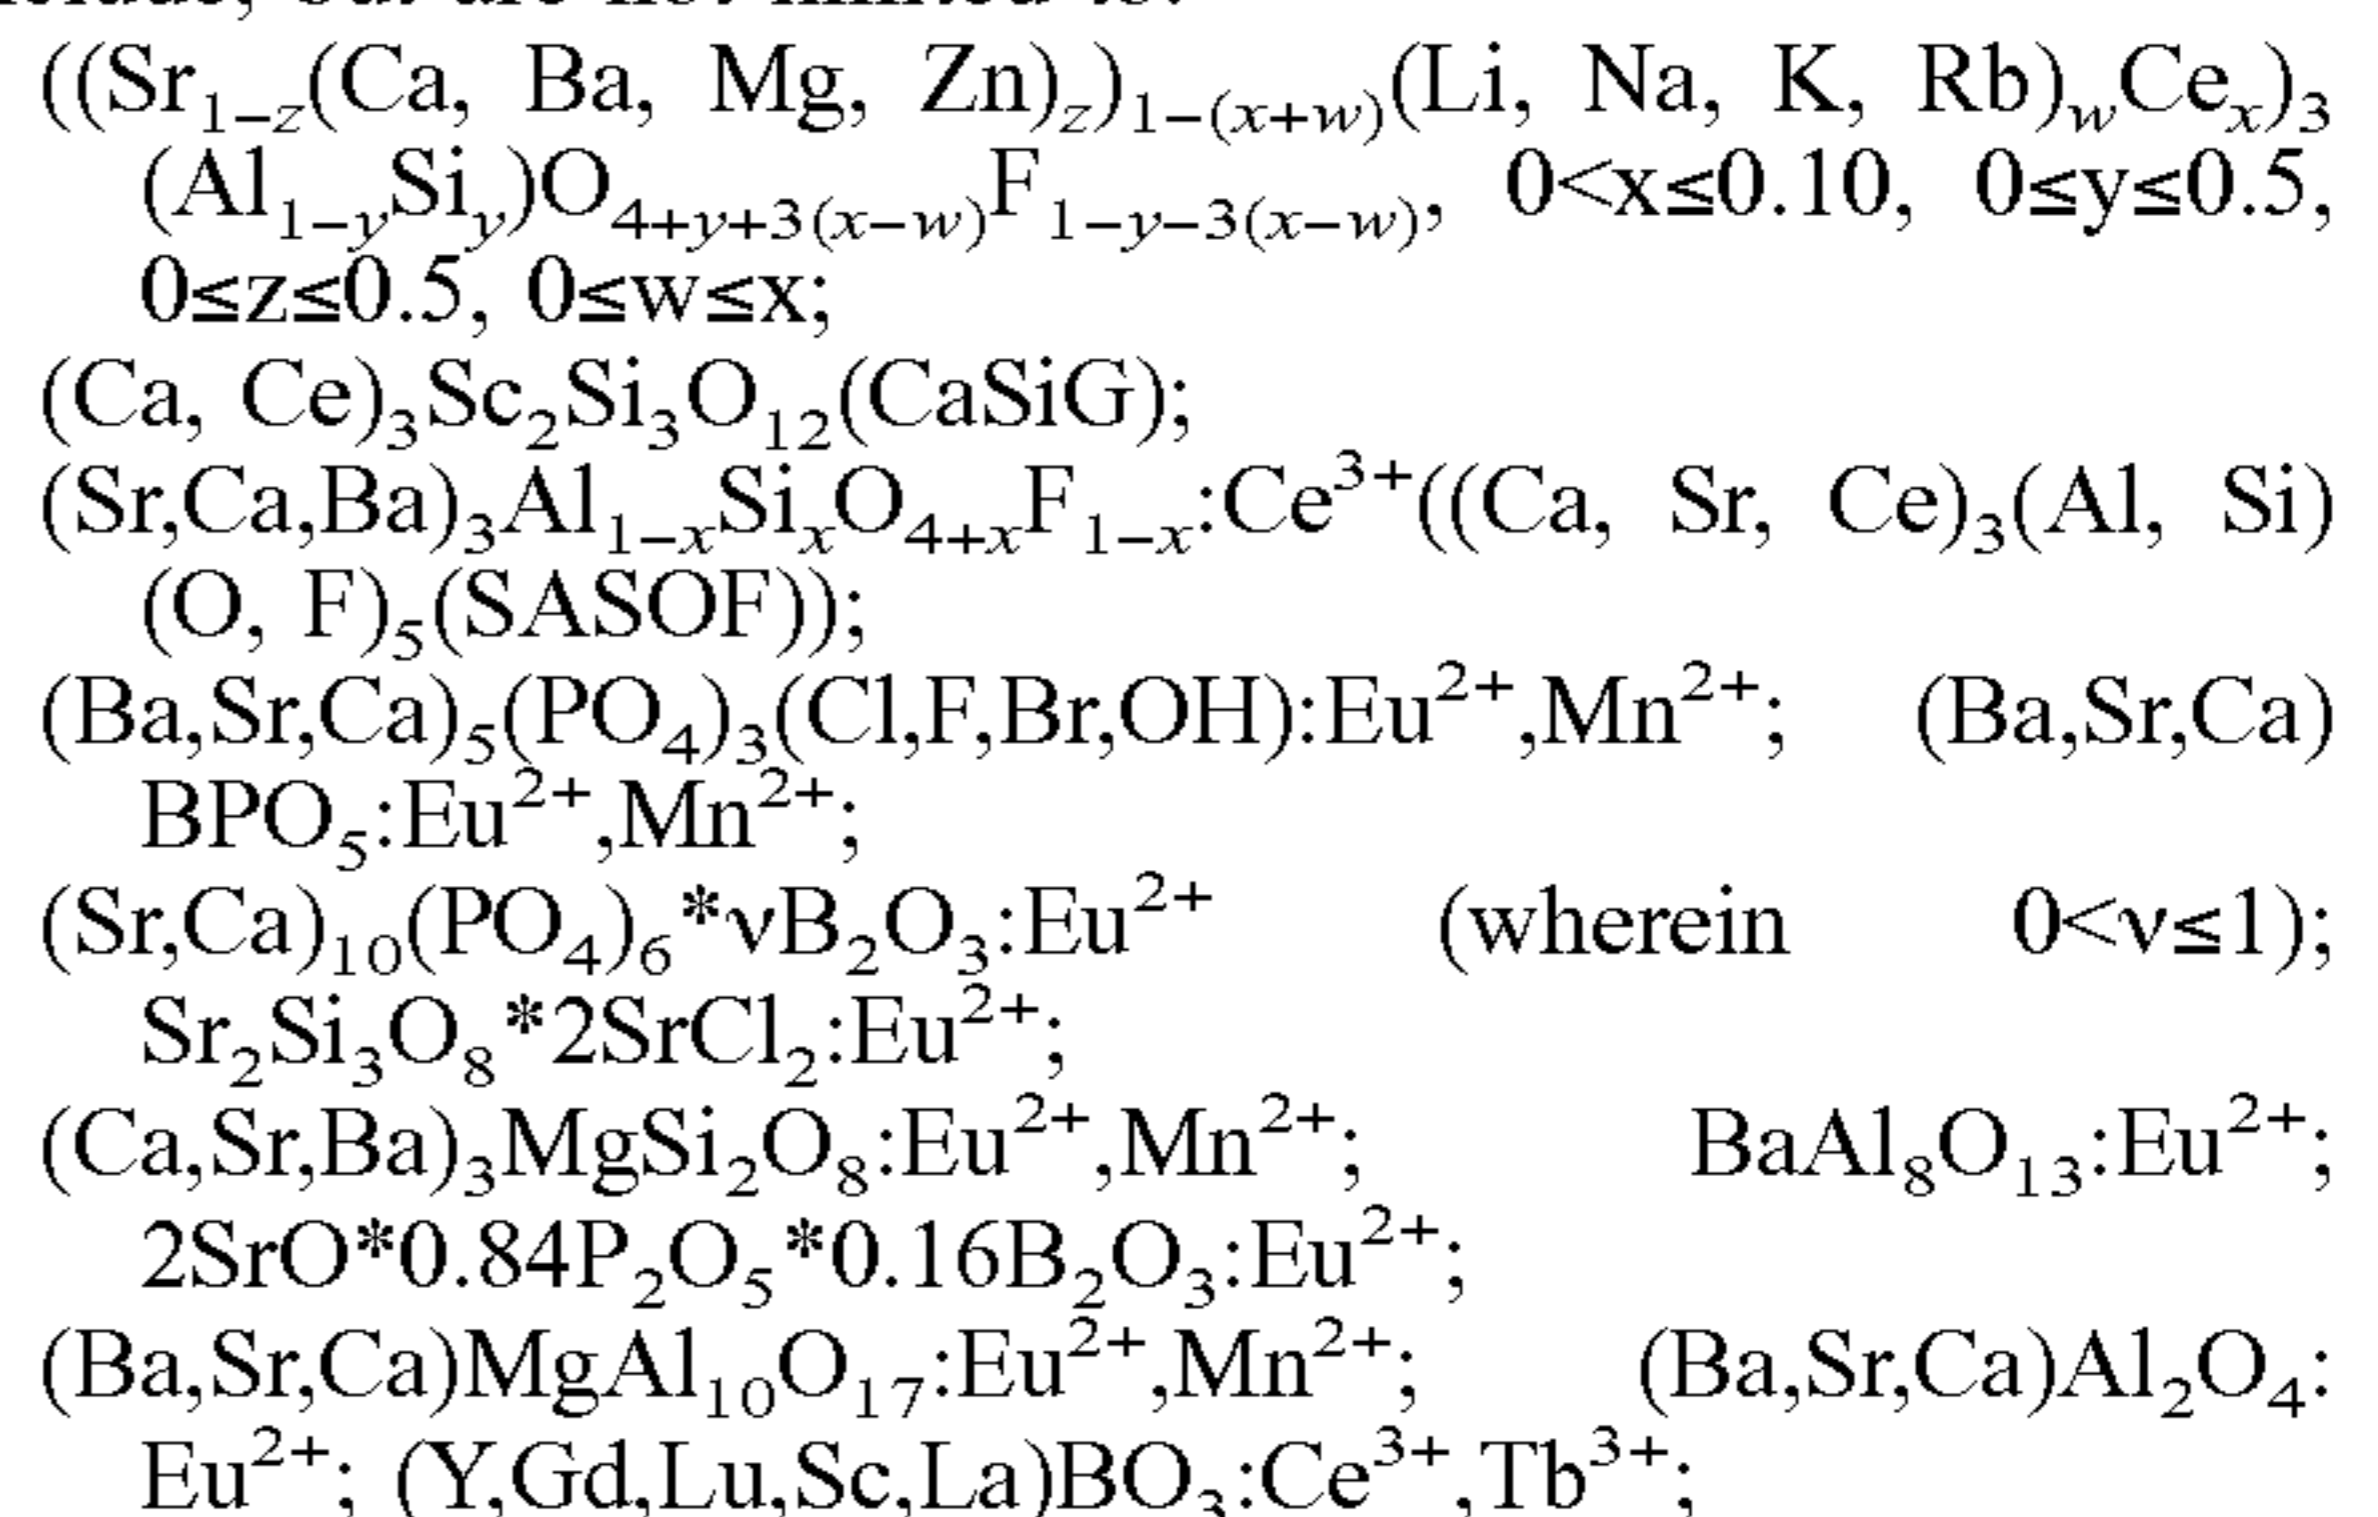 ((Sr₁₋z(Ca, Ba, Mg, Zn)z)₁₋₍ₓ₊w₎(Li, Na, K, Rb)wCeₓ)₃
(Al₁₋ySiy)O₄₊y₊₃₍ₓ₋w₎F₁₋y₋₃₍ₓ₋w₎, 0<x≦0.10, 0≦y≦0.5,
0≦z≦0.5, 0≦w≦x;
(Ca, Ce)₃Sc₂Si₃O₁₂(CaSiG);
(Sr,Ca,Ba)₃Al₁₋ₓSiₓO₄₊ₓF₁₋ₓ:Ce³⁺((Ca, Sr, Ce)₃(Al, Si)
(O, F)₅(SASOF));
(Ba,Sr,Ca)₅(PO₄)₃(Cl,F,Br,OH):Eu²⁺,Mn²⁺; (Ba,Sr,Ca)
BPO₅:Eu²⁺,Mn²⁺;
(Sr,Ca)₁₀(PO₄)₆*νB₂O₃:Eu²⁺ (wherein 0<ν≦1);
Sr₂Si₃O₈*2SrCl₂:Eu²⁺;
(Ca,Sr,Ba)₃MgSi₂O₈:Eu²⁺,Mn²⁺; BaAl₈O₁₃:Eu²⁺;
2SrO*0.84P₂O₅*0.16B₂O₃:Eu²⁺;
(Ba,Sr,Ca)MgAl₁₀O₁₇:Eu²⁺,Mn²⁺; (Ba,Sr,Ca)Al₂O₄:
Eu²⁺; (Y,Gd,Lu,Sc,La)BO₃:Ce³⁺,Tb³⁺;